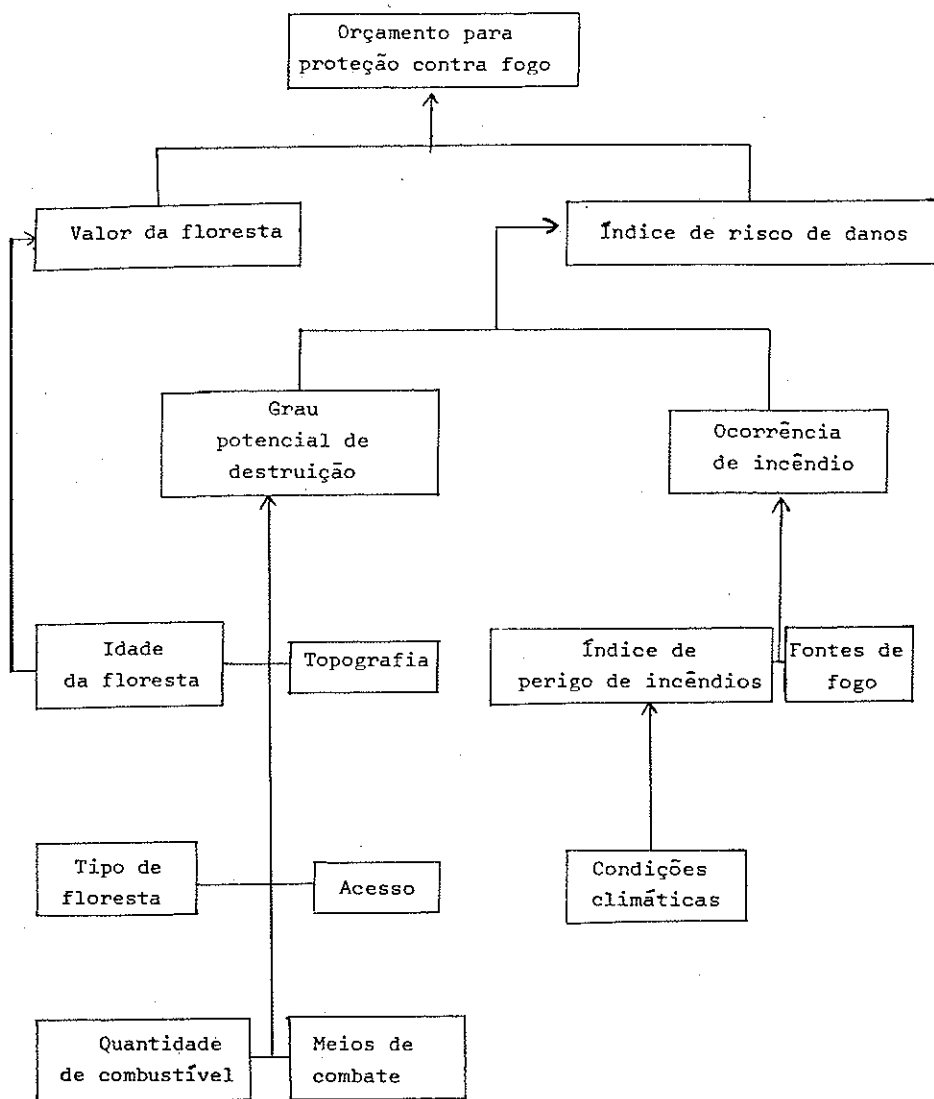 Orçamento para
proteção contra fogo
Valor da floresta
Índice de risco de danos
Grau
potencial de
destruição
Ocorrência
de incêndio
Idade
da floresta
Topografia
Índice de
perigo de incêndios
Fontes de
fogo
Tipo de
floresta
Acesso
Condições
climáticas
Quantidade
de combustível
Meios de
combate